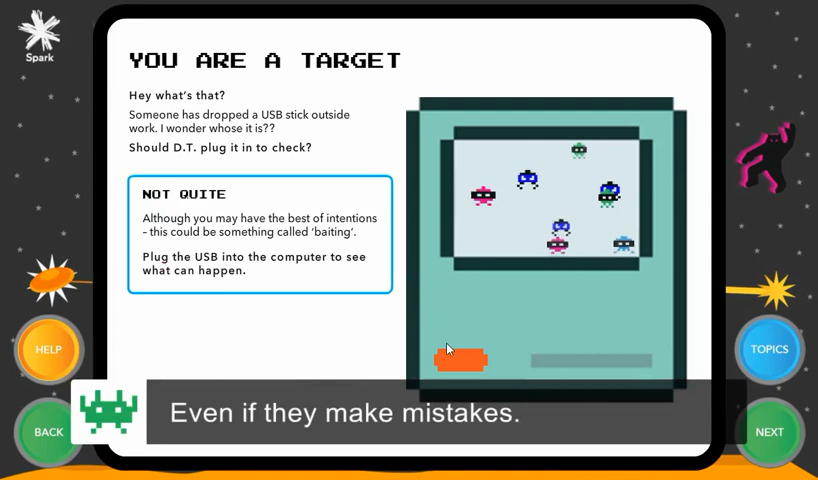 Spark
YOU ARE A TARGET
Hey what's that?
Someone has dropped a USB stick outside
work. I wonder whose it is??
Should D.T. plug it in to check?
NOT QUITE
Although you may have the best of intentions
– this could be something called ‘baiting’.
Plug the USB into the computer to see
what can happen.
HELP
TOPICS
Even if they make mistakes.
BACK
NEXT